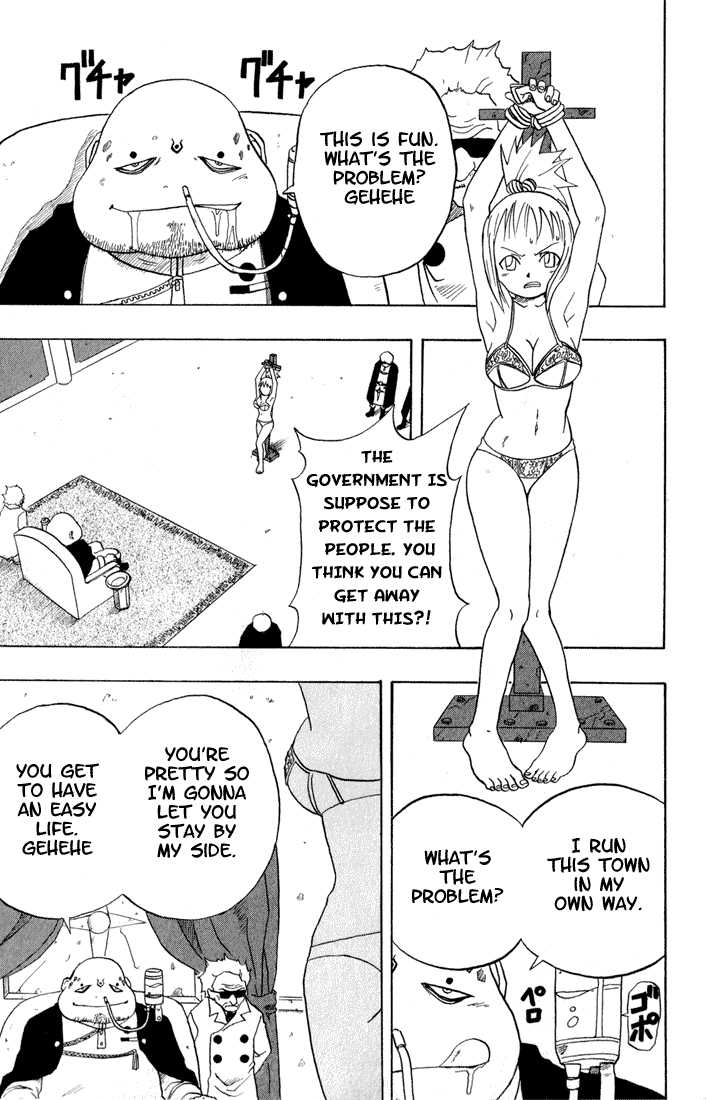 グチャ
グチャ
THIS IS FUN.
WHAT'S THE
PROBLEM?
GEHEHE
THE
GOVERNMENT IS
SUPPOSE TO
PROTECT THE
PEOPLE. YOU
THINK YOU CAN
GET AWAY
WITH THIS?!
I RUN
THIS TOWN
IN MY
OWN WAY.
WHAT'S
THE
PROBLEM?
ゴポ
ペロ
YOU'RE
PRETTY SO
I'M GONNA
LET YOU
STAY BY
MY SIDE.
YOU GET
TO HAVE
AN EASY
LIFE.
GEHEHE